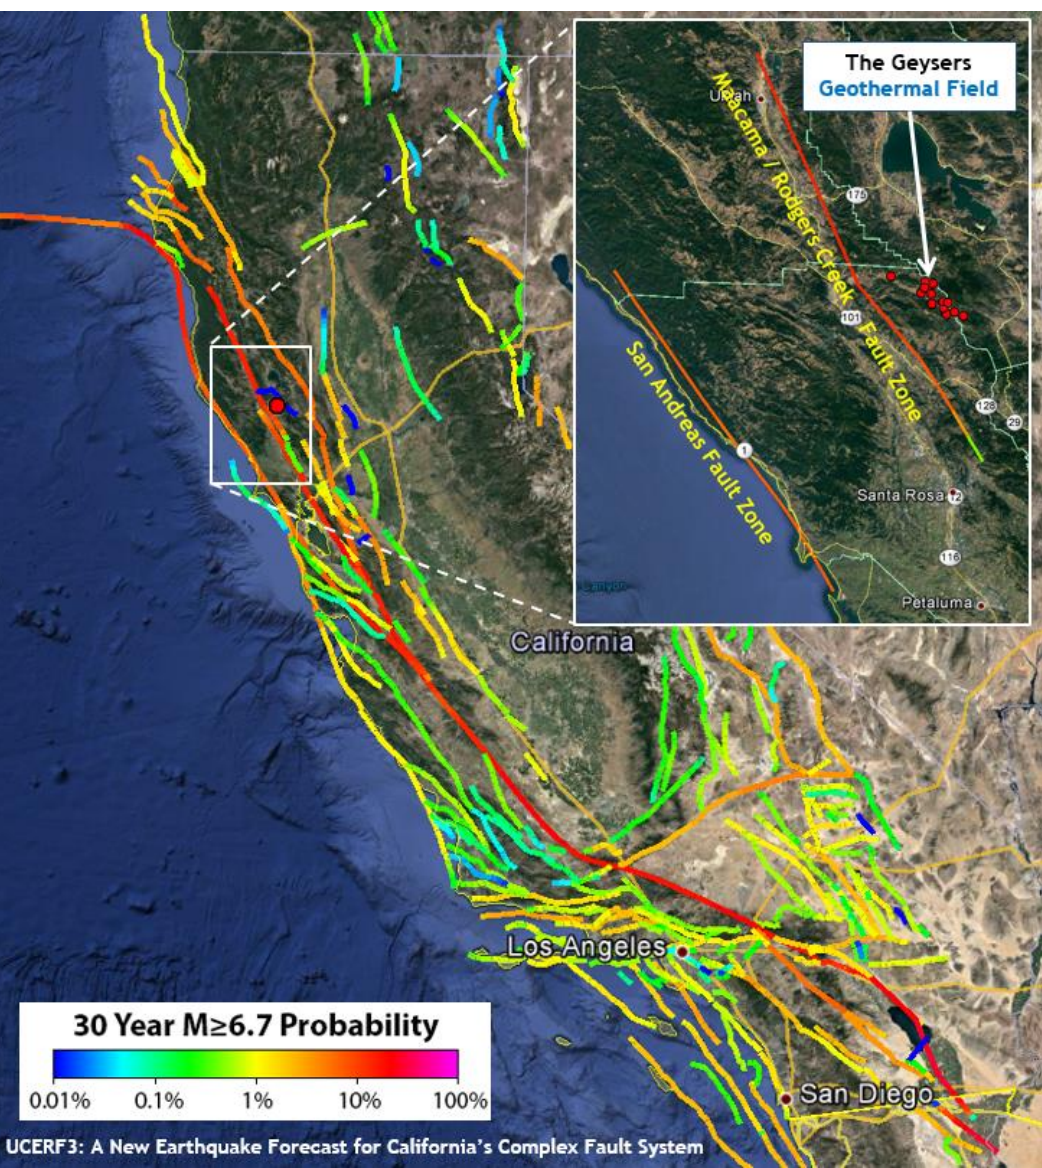 The Geysers
Geothermal Field
Ukiah
Maacama / Rodgers Creek Fault Zone
175
101
San Andreas Fault Zone
128
29
1
Santa Rosa
12
116
Canyon
Petaluma
California
Los Angeles
30 Year M≥6.7 Probability
0.01% 0.1% 1% 10% 100%
San Diego
UCERF3: A New Earthquake Forecast for California's Complex Fault System